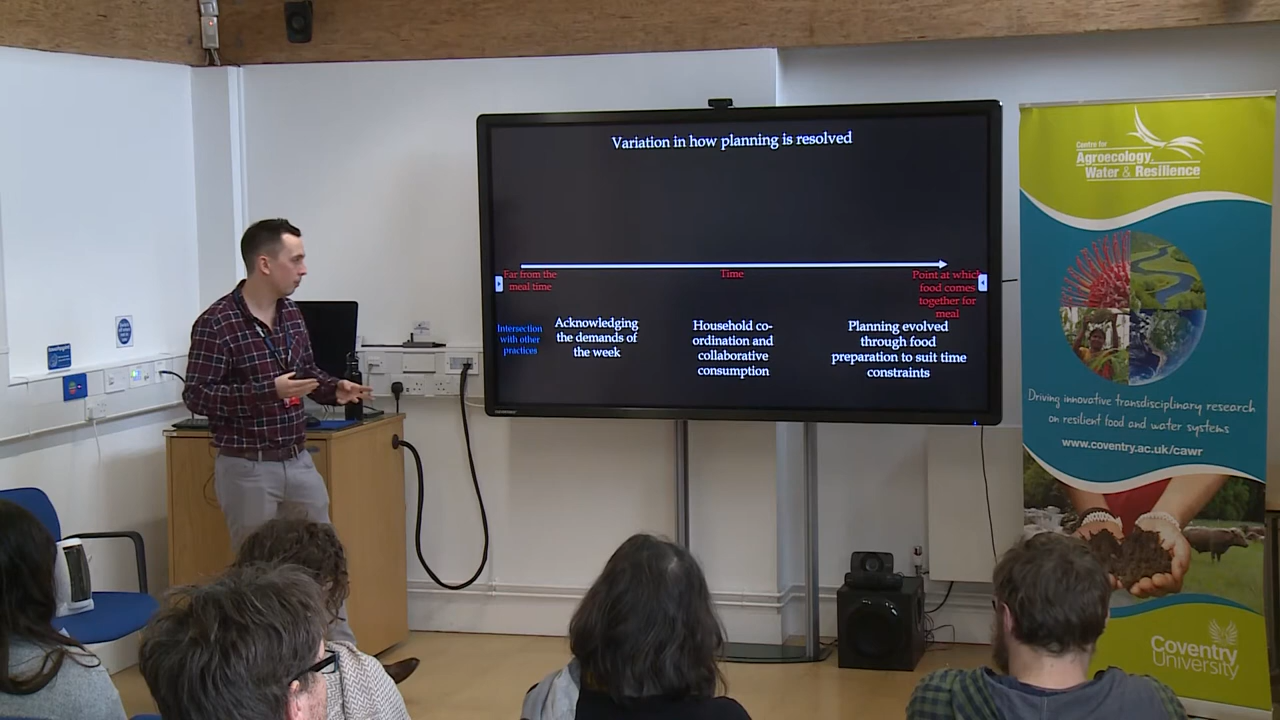 Variation in how planning is resolved
Far from the
meal time
Time
Point at which
food comes
together for
meal
Intersection
with other
practices
Acknowledging
the demands of
the week
Household co-
ordination and
collaborative
consumption
Planning evolved
through food
preparation to suit time
constraints
Centre for
Agroecology,
Water & Resilience
Driving innovative transdisciplinary research
on resilient food and water systems
www.coventry.ac.uk/cawr
Coventry
University